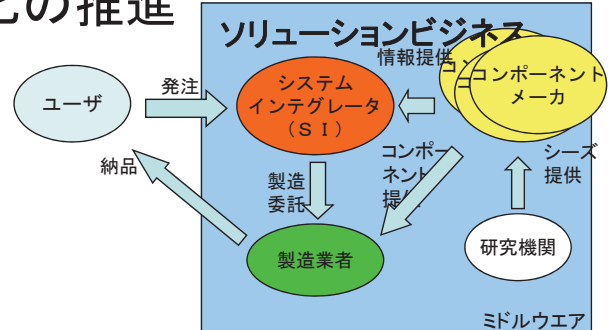 化の推進
ソリューションビジネス
ユーザ
発注
システム
インテグレータ
(SI)
情報提供
コンポーネント
メーカ
納品
製造
委託
コンポー
ネント
提供
シーズ
提供
製造業者
研究機関
ミドルウエア